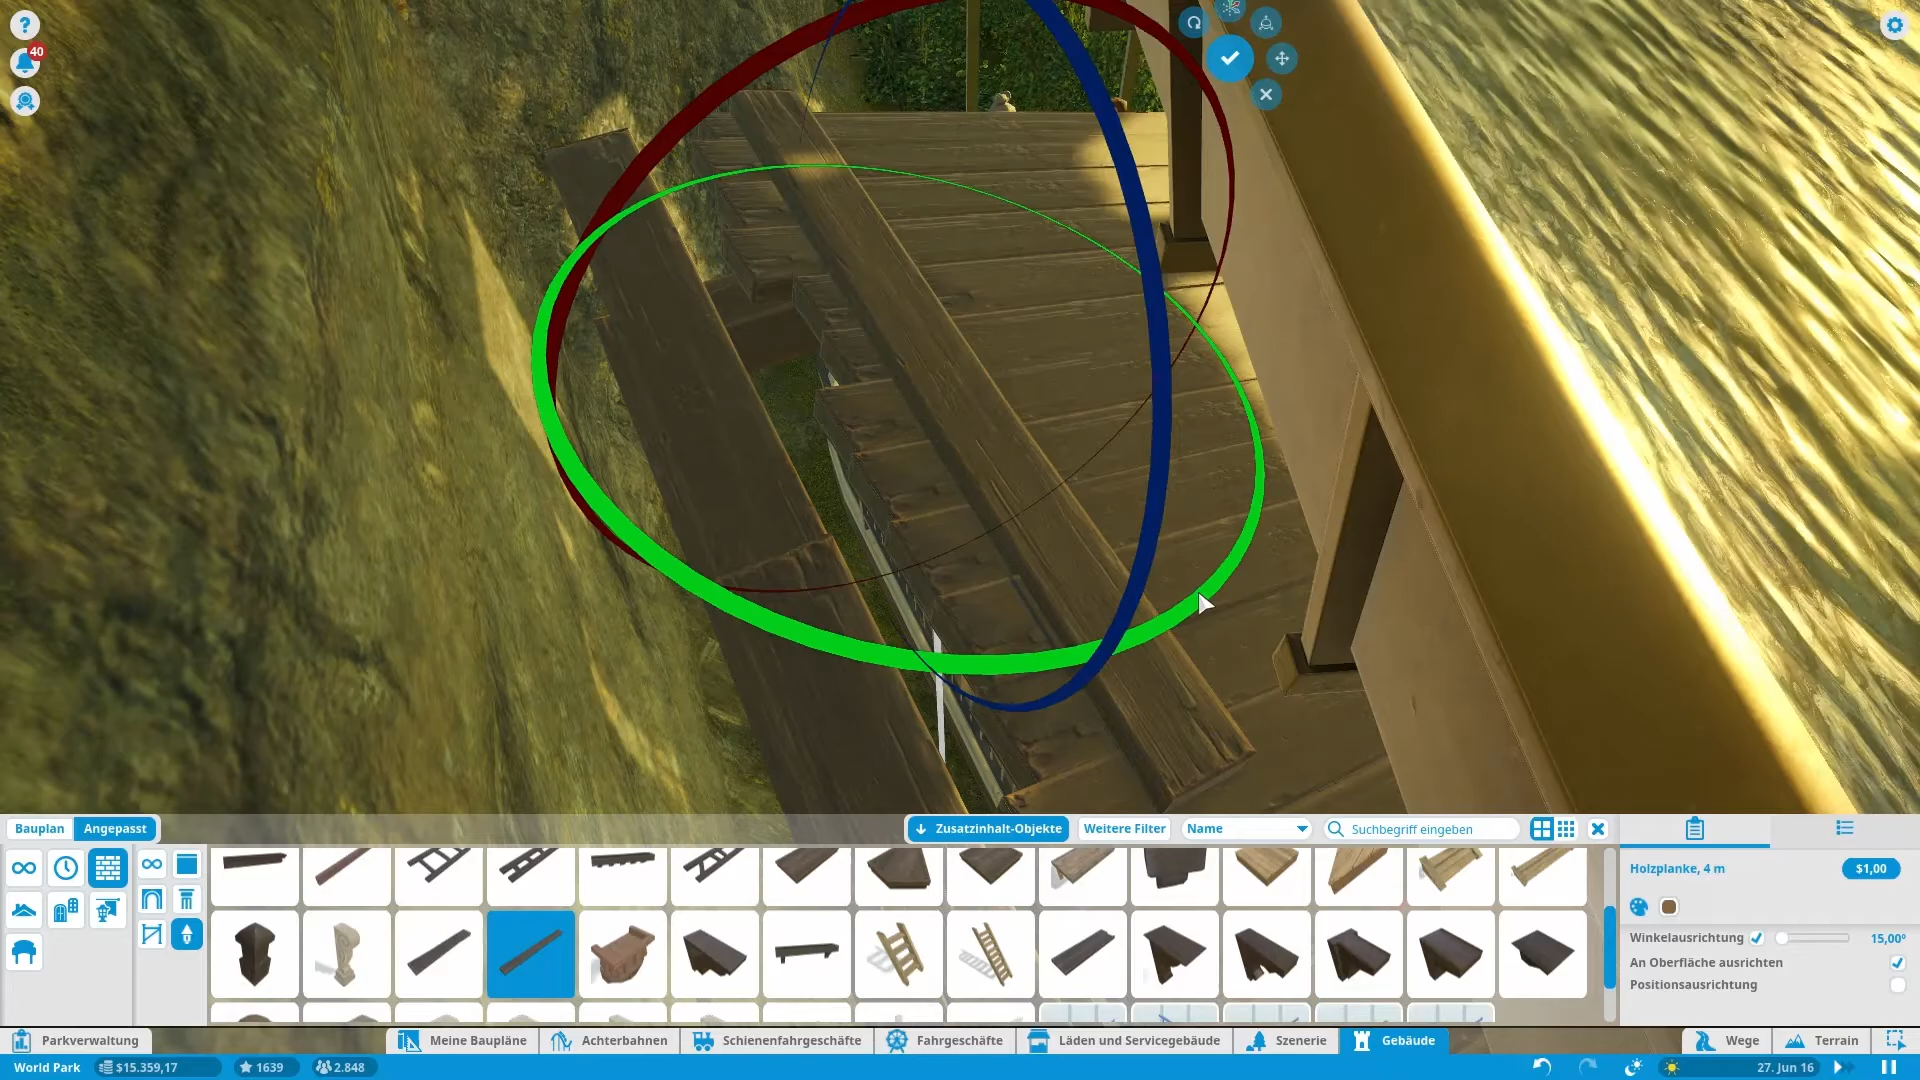 ?
40
Bauplan
Angepasst
Zusatzinhalt-Objekte
Weitere Filter
Name
Suchbegriff eingeben
Holzplanke, 4 m
$1,00
Winkelausrichtung
15,00°
An Oberfläche ausrichten
Positionsausrichtung
Parkverwaltung
Meine Baupläne
Achterbahnen
Schienenfahrgeschäfte
Fahrgeschäfte
Läden und Servicegebäude
Szenerie
Gebäude
Wege
Terrain
World Park
$15.359,17
1639
2.848
27. Jun 16